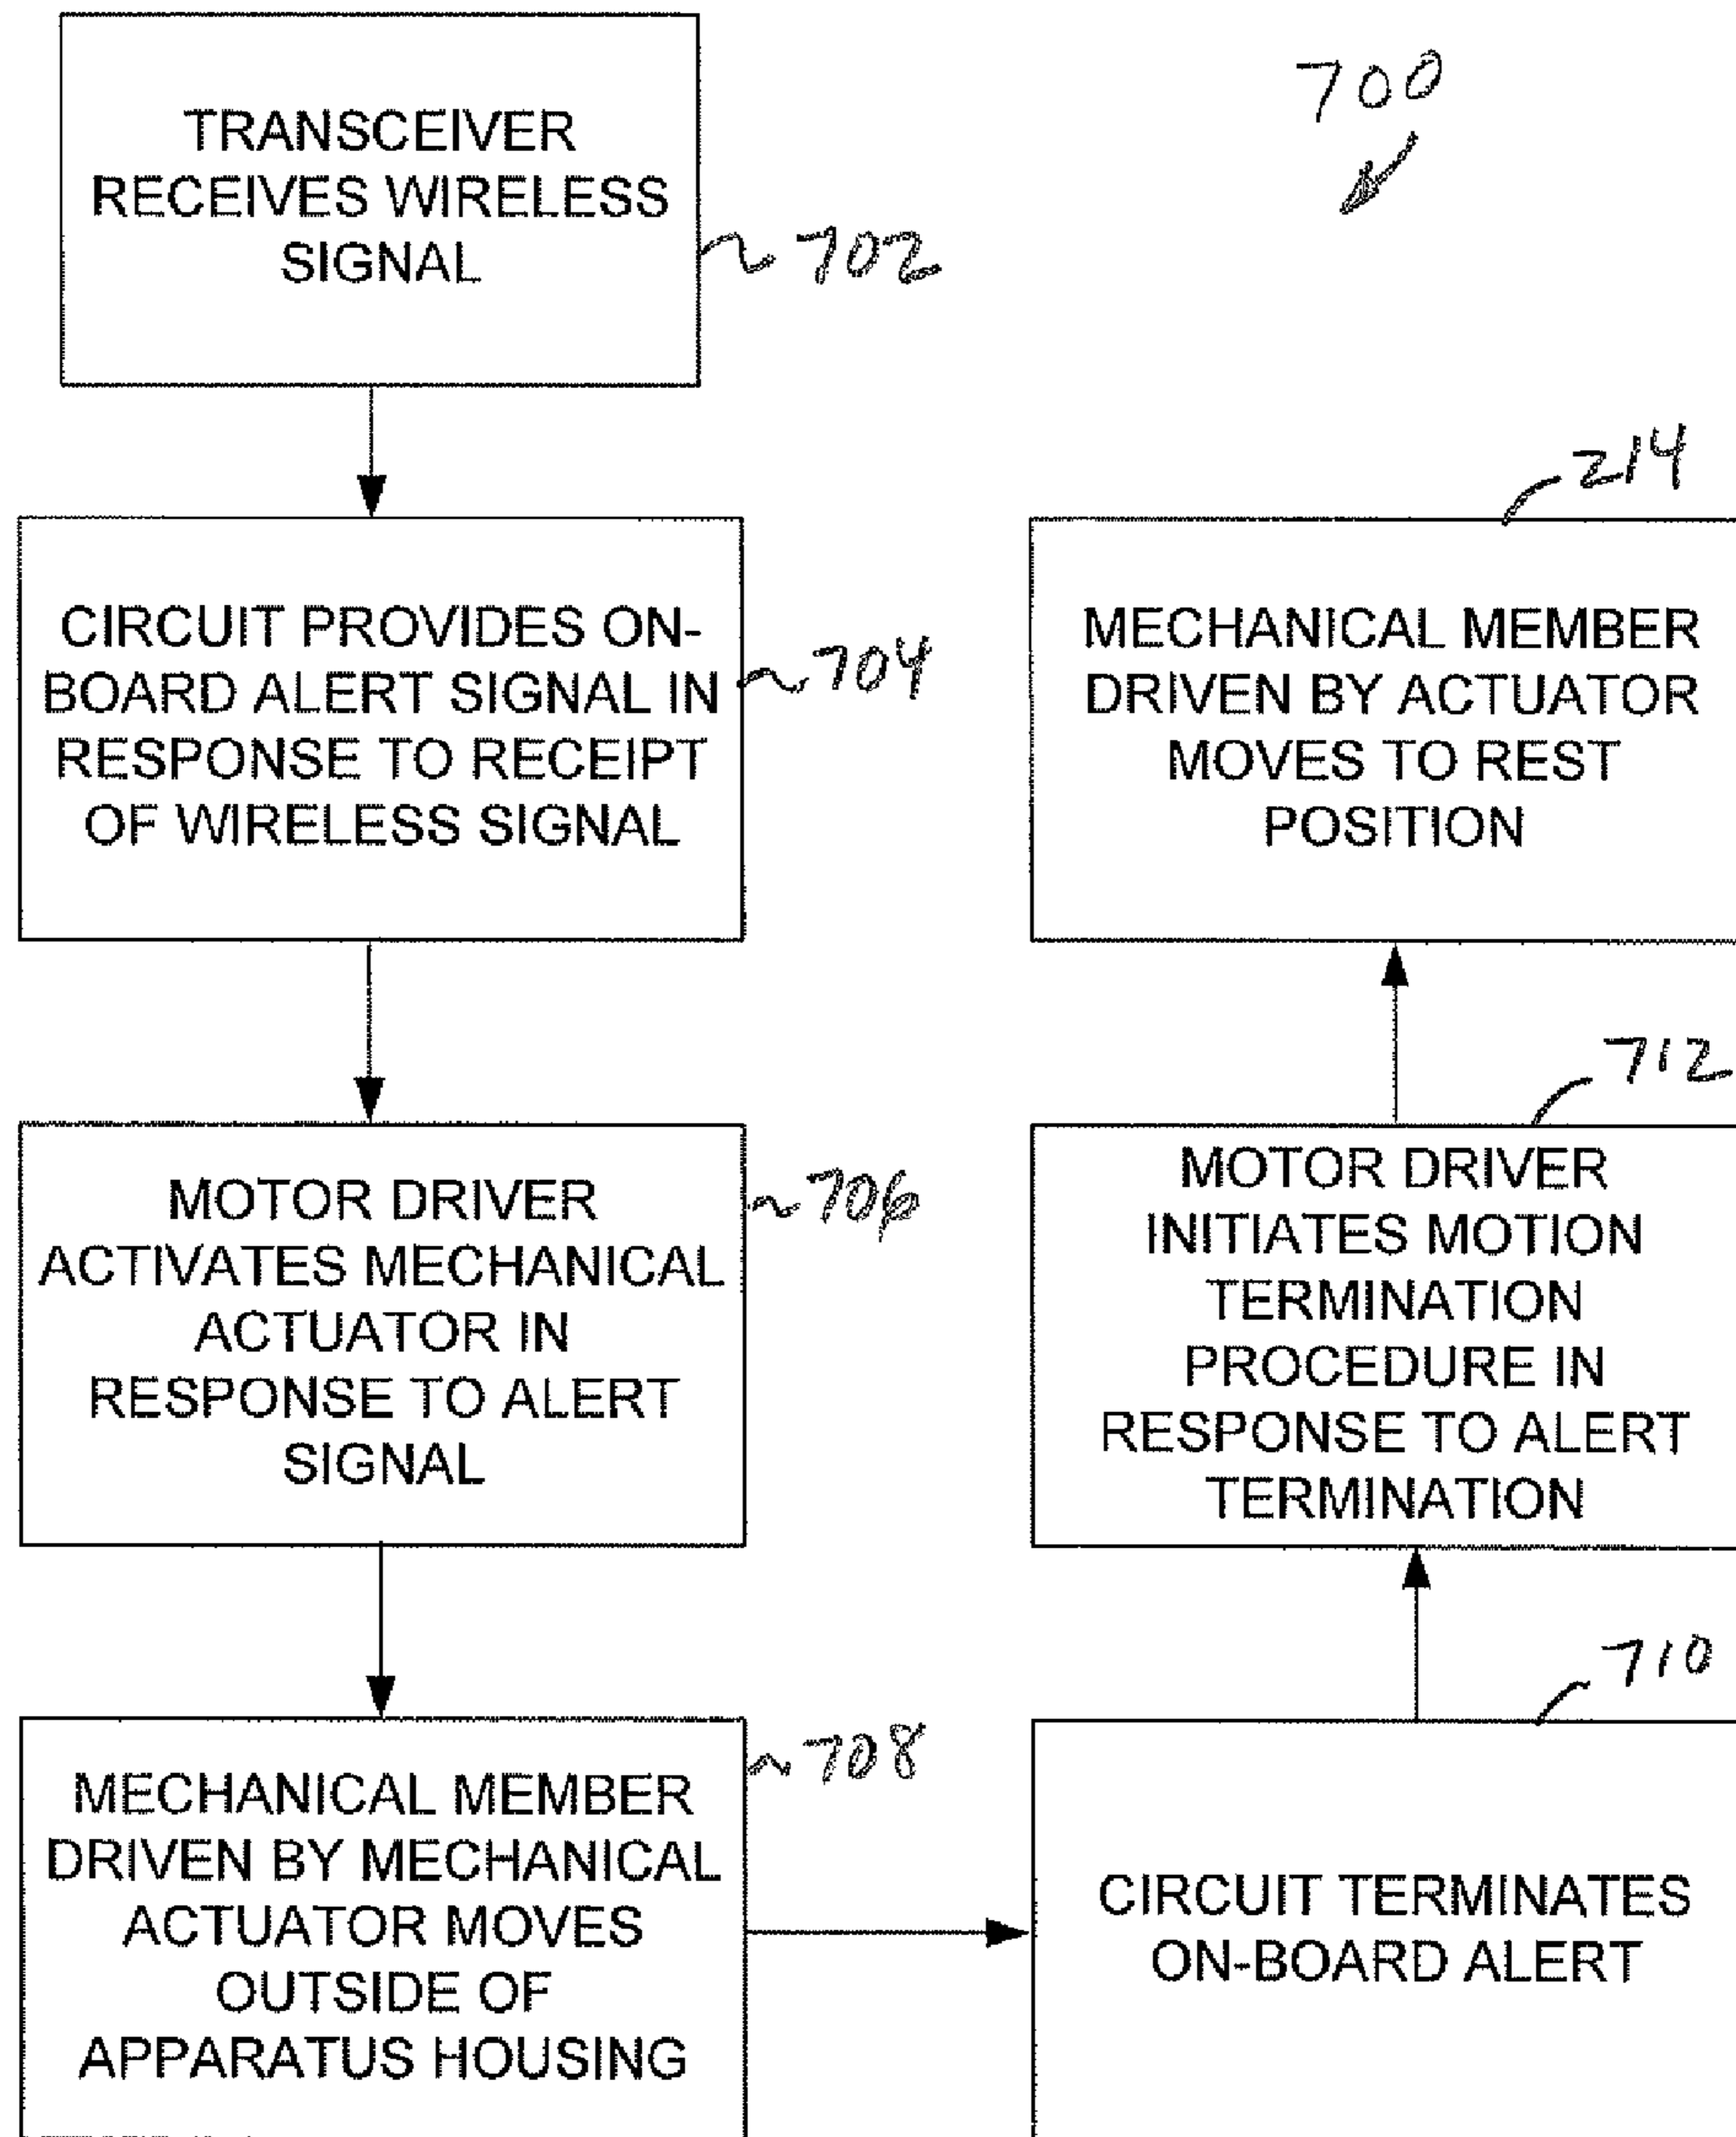 700
TRANSCEIVER
RECEIVES WIRELESS
SIGNAL
702
CIRCUIT PROVIDES ON-
BOARD ALERT SIGNAL IN
RESPONSE TO RECEIPT
OF WIRELESS SIGNAL
704
MOTOR DRIVER
ACTIVATES MECHANICAL
ACTUATOR IN
RESPONSE TO ALERT
SIGNAL
706
MECHANICAL MEMBER
DRIVEN BY MECHANICAL
ACTUATOR MOVES
OUTSIDE OF
APPARATUS HOUSING
708
710
CIRCUIT TERMINATES
ON-BOARD ALERT
712
MOTOR DRIVER
INITIATES MOTION
TERMINATION
PROCEDURE IN
RESPONSE TO ALERT
TERMINATION
214
MECHANICAL MEMBER
DRIVEN BY ACTUATOR
MOVES TO REST
POSITION